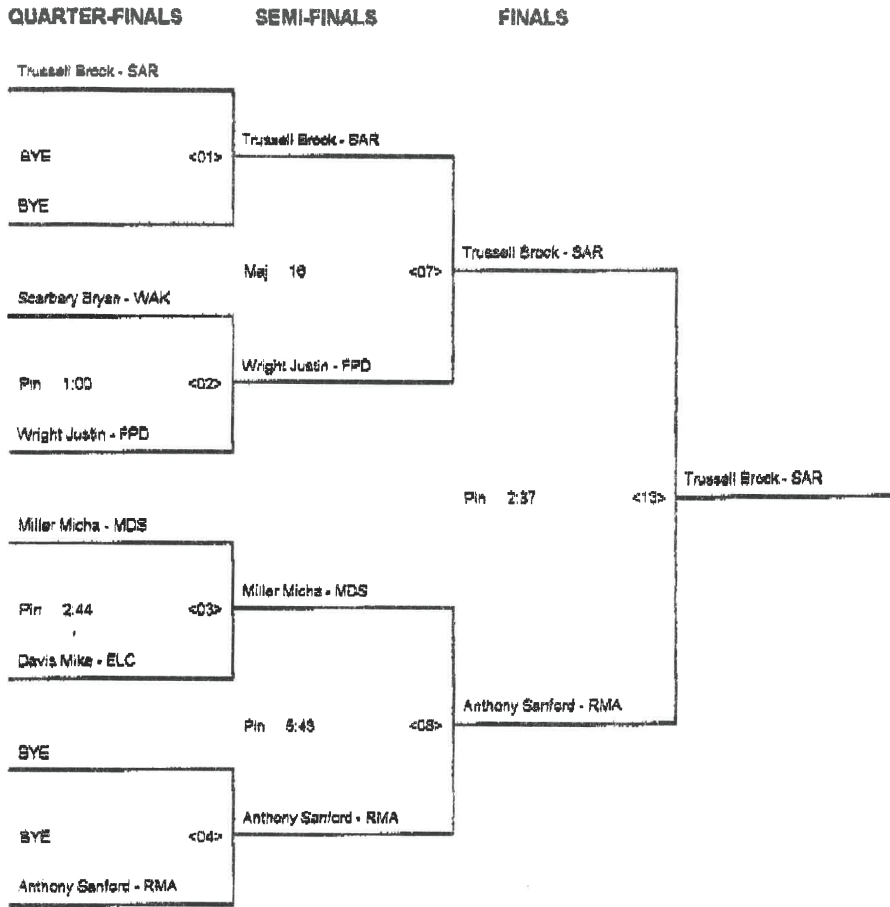 QUARTER-FINALS SEMI-FINALS FINALS
Trussell Brock - SAR
BYE <01>
BYE
Trussell Brock - SAR
Maj 16 <07>
Scarbary Bryan - WAK
Pin 1:00 <02>
Wright Justin - FPD
Wright Justin - FPD
Trussell Brock - SAR
Pin 2:37 <13>
Trussell Brock - SAR
Miller Micha - MDS
Pin 2:44 <03>
Davis Mike - ELC
Miller Micha - MDS
Pin 5:43 <08>
Anthony Sanford - RMA
BYE
BYE <04>
Anthony Sanford - RMA
Anthony Sanford - RMA